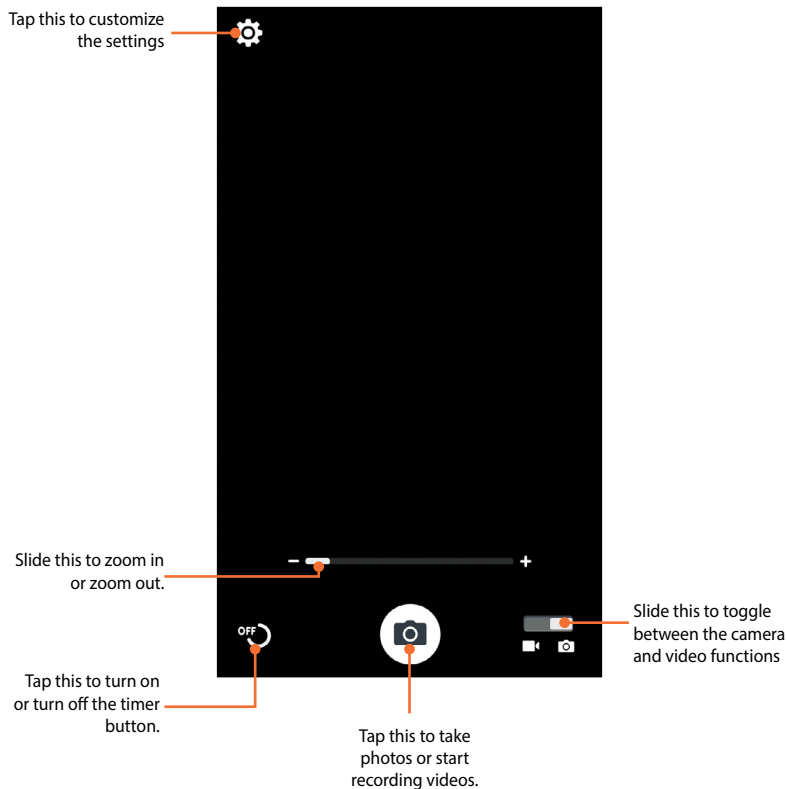 Tap this to customize
the settings
Slide this to zoom in
or zoom out.
OFF
Slide this to toggle
between the camera
and video functions
Tap this to turn on
or turn off the timer
button.
Tap this to take
photos or start
recording videos.